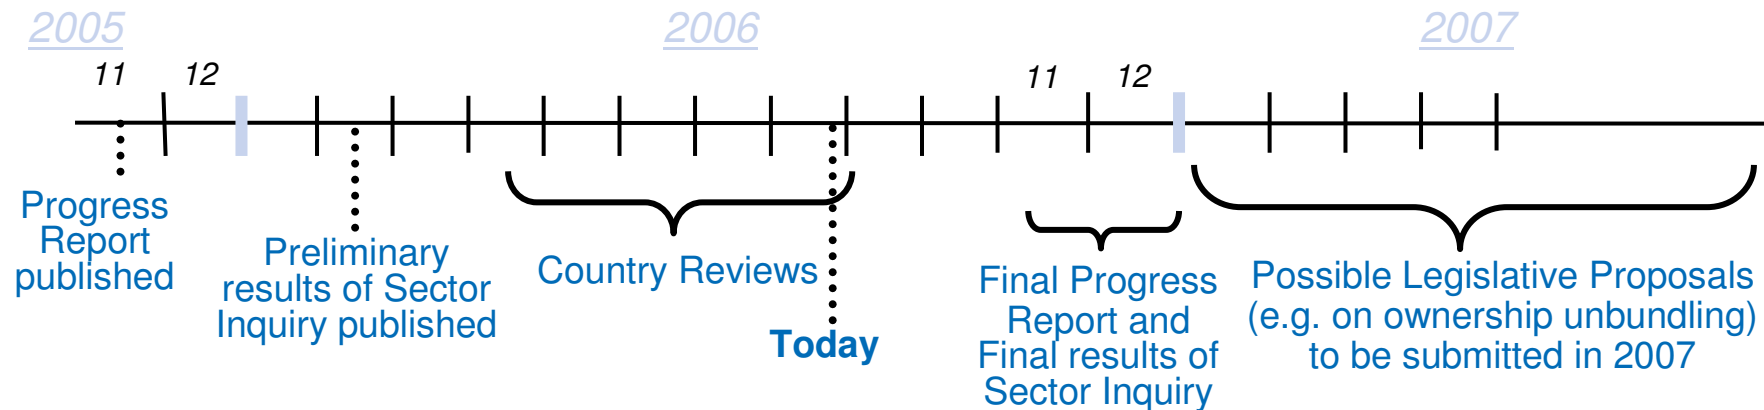 2005
2006
2007
11
12
11
12
Progress
Report
published
Preliminary
results of Sector
Inquiry published
Country Reviews
Today
Final Progress
Report and
Final results of
Sector Inquiry
Possible Legislative Proposals
(e.g. on ownership unbundling)
to be submitted in 2007